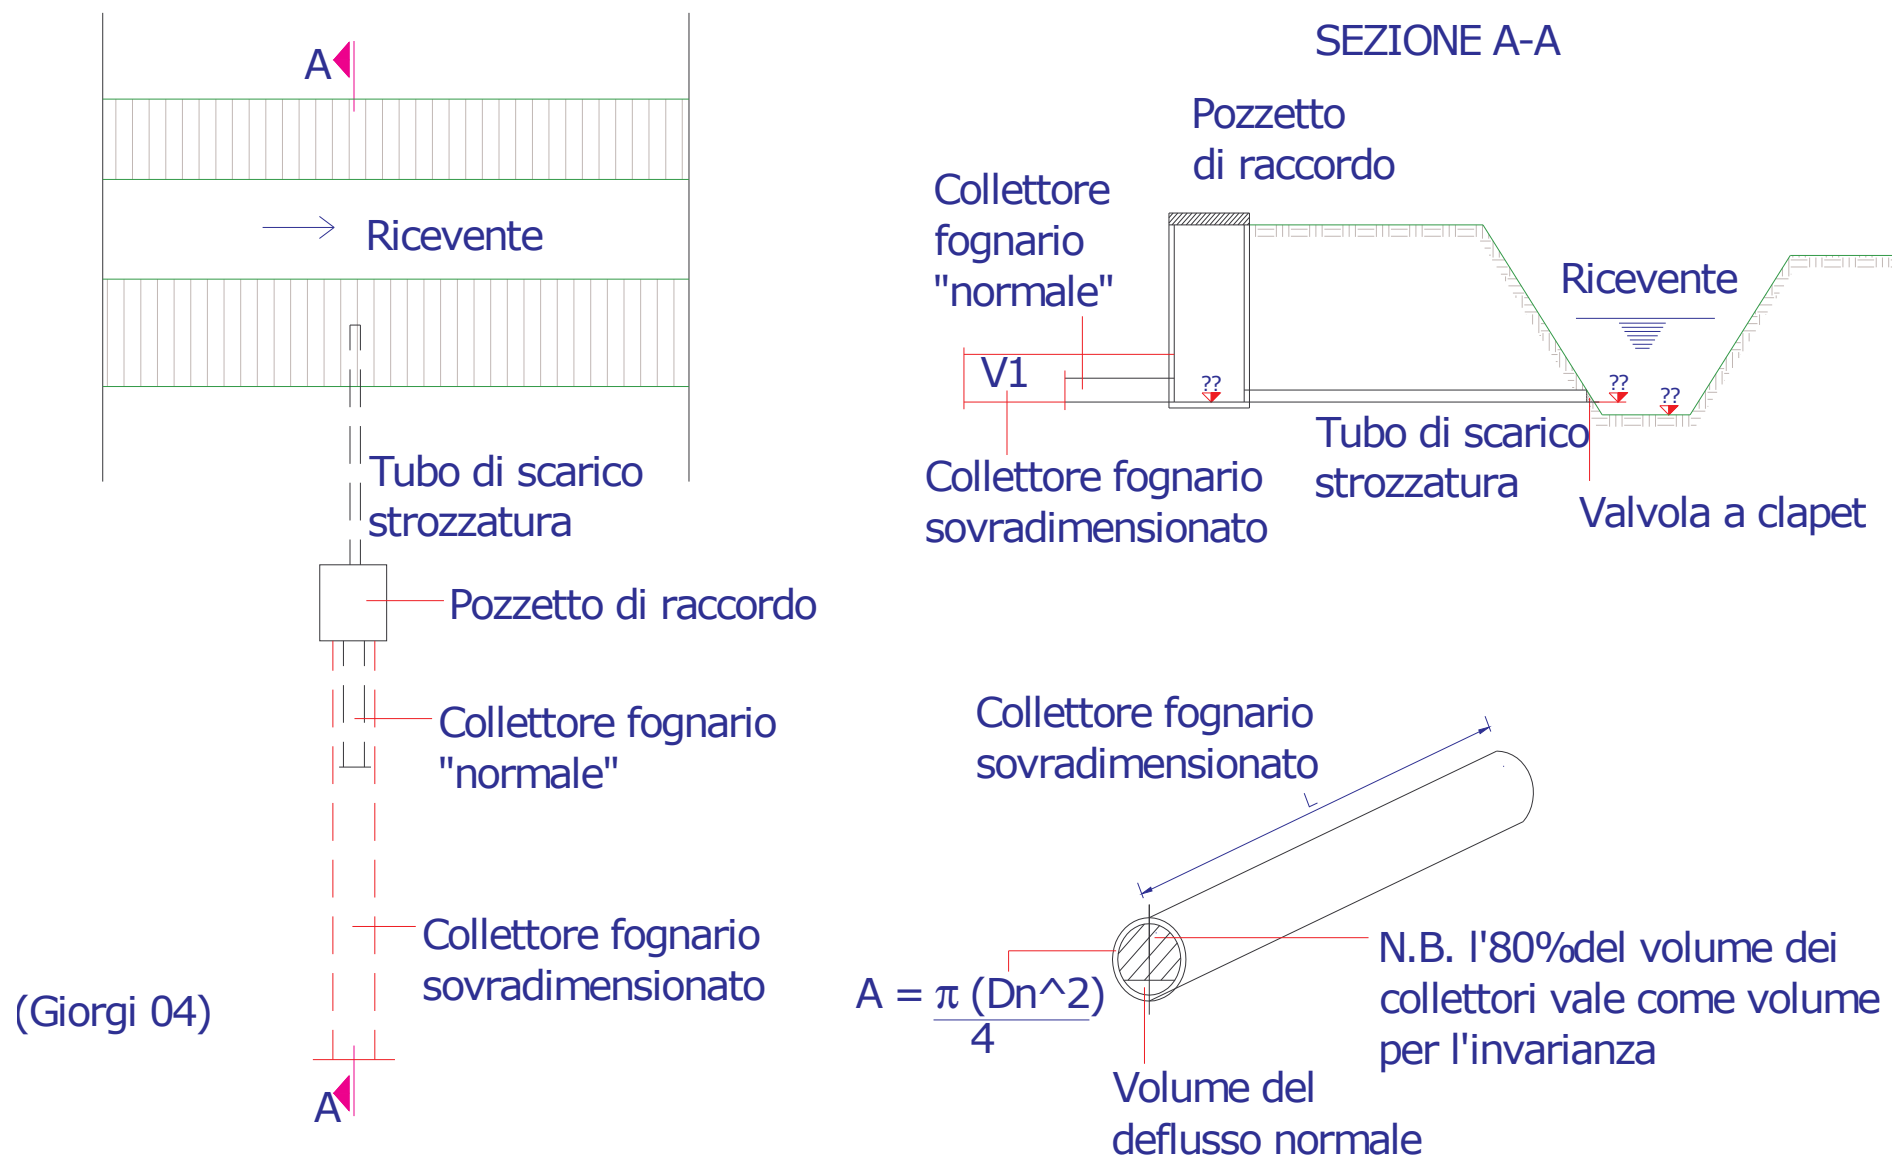 A
Ricevente
Tubo di scarico
strozzatura
Pozzetto di raccordo
Collettore fognario
"normale"
Collettore fognario
sovradimensionato
(Giorgi 04)
A
SEZIONE A-A
Pozzetto
di raccordo
Collettore
fognario
"normale"
Ricevente
V1
??
??
??
Tubo di scarico
strozzatura
Collettore fognario
sovradimensionato
Valvola a clapet
Collettore fognario
sovradimensionato
L
N.B. l'80%del volume dei
collettori vale come volume
per l'invarianza
A = π (Dn^2)
4
Volume del
deflusso normale